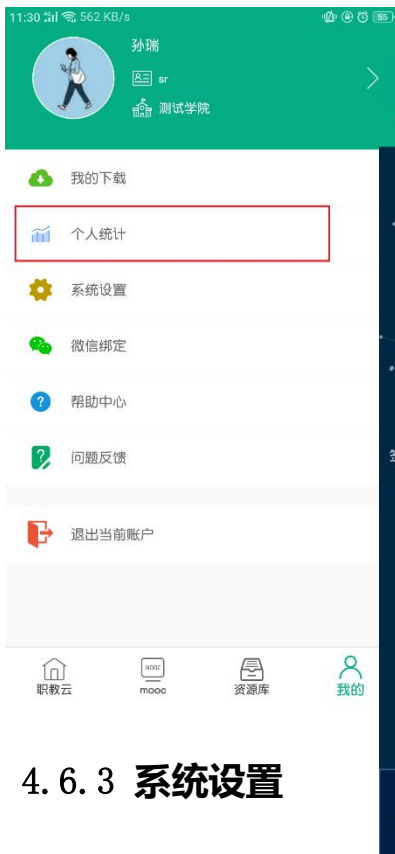 11:30 562 KB/s 55
孙瑞
sr
测试学院
我的下载
个人统计
系统设置
微信绑定
帮助中心
问题反馈
退出当前账户
职教云 mooc 资源库 我的
4.6.3 系统设置